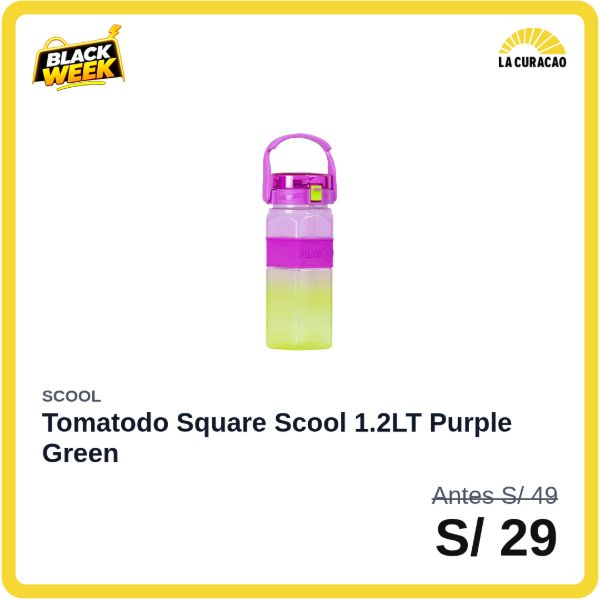 BLACK
WEEK
LA CURACAO
SCOOL
Tomatodo Square Scool 1.2LT Purple
Green
Antes S/ 49
S/ 29